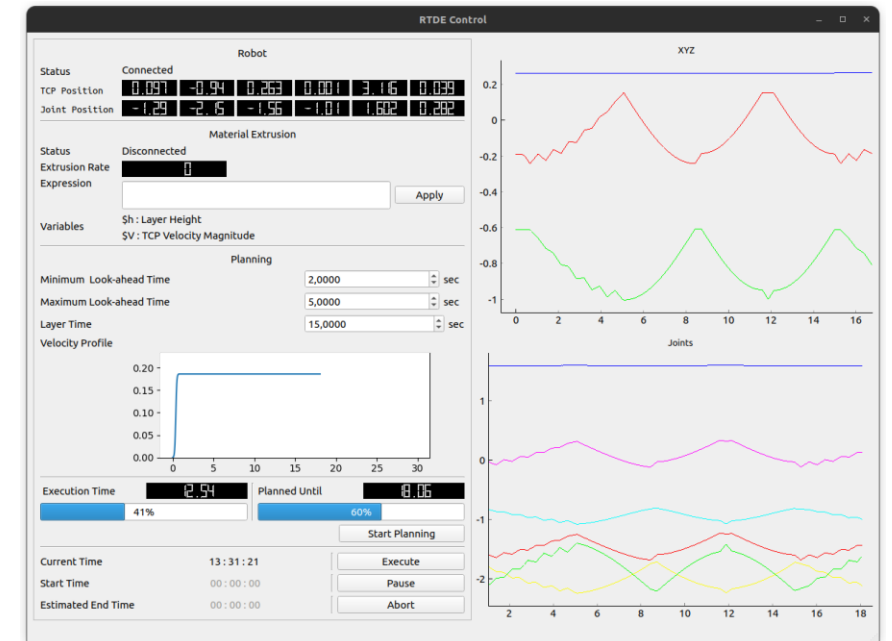 RTDE Control
Robot
Status Connected
TCP Position 0.097 -0.94 0.263 0.001 3.116 0.039
Joint Position -1.29 -2.15 -1.56 -1.01 1.602 0.282
Material Extrusion
Status Disconnected
Extrusion Rate 0
Expression
Apply
Variables
$h : Layer Height
$V : TCP Velocity Magnitude
Planning
Minimum Look-ahead Time 2,0000 sec
Maximum Look-ahead Time 5,0000 sec
Layer Time 15,0000 sec
Velocity Profile
0.20
0.15
0.10
0.05
0.00
0 5 10 15 20 25 30
Execution Time 12.54 Planned Until 18.06
41% 60%
Start Planning
Current Time 13:31:21 Execute
Start Time 00:00:00 Pause
Estimated End Time 00:00:00 Abort
XYZ
0.2
0
-0.2
-0.4
-0.6
-0.8
-1
0 2 4 6 8 10 12 14 16
Joints
1
0
-1
-2
2 4 6 8 10 12 14 16 18